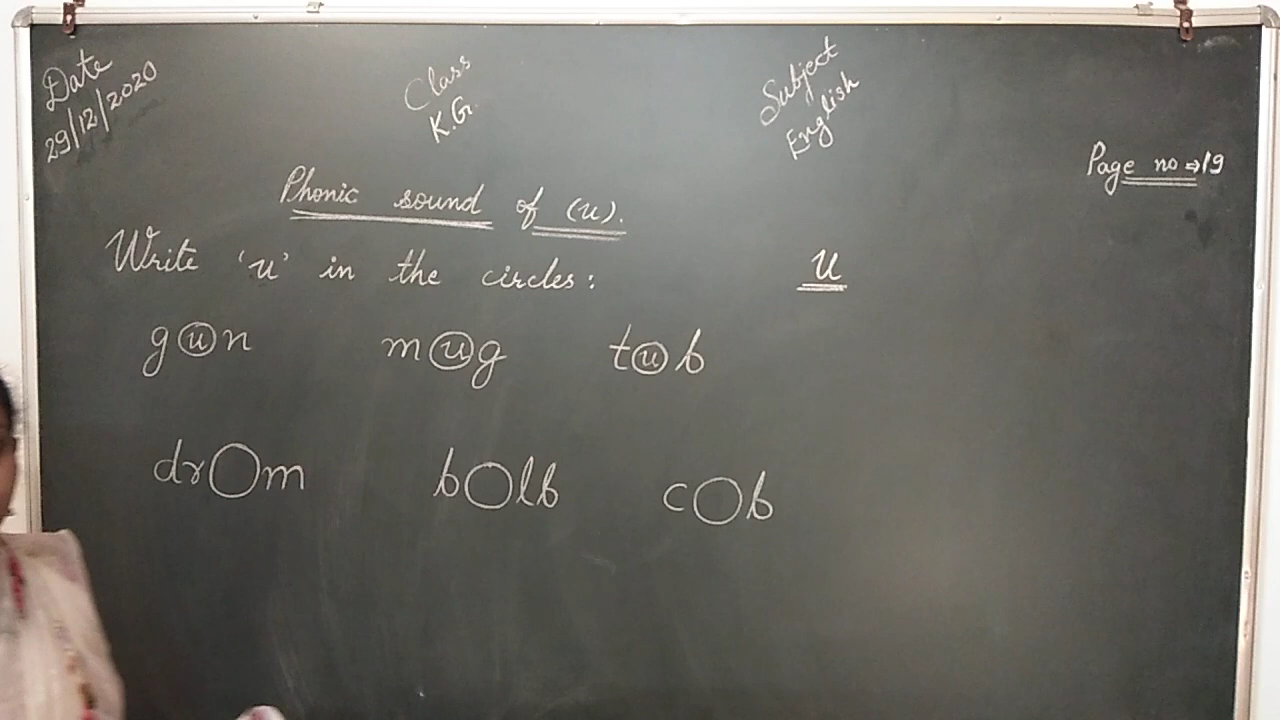 Date
29/12/2020
Class
K.G.
Subject
English
Page no ⇒ 19
Phonic sound of (u).
Write 'u' in the circles:
u
gun mug tub
dr○m b○lb c○b